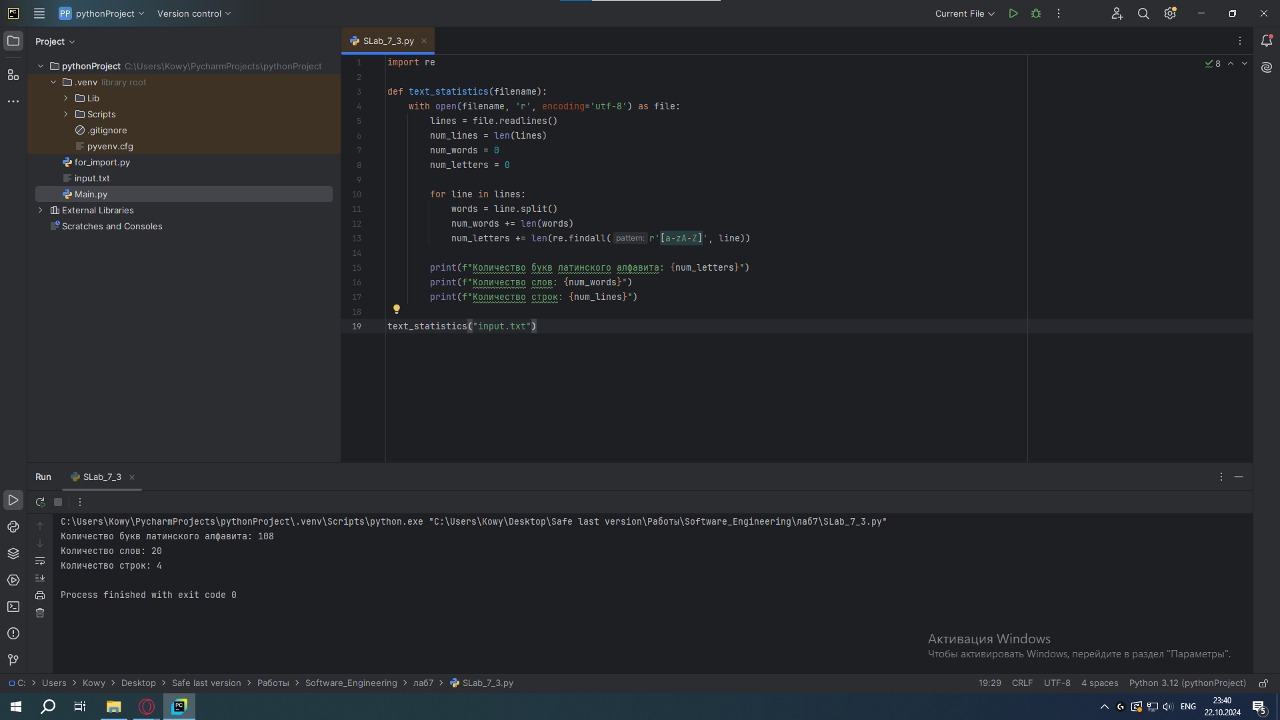 PC
PP pythonProject
Version control
Current File
Project
SLab_7_3.py
pythonProject C:\Users\Kowy\PycharmProjects\pythonProject
.venv library root
Lib
Scripts
.gitignore
pyvenv.cfg
for_import.py
input.txt
Main.py
External Libraries
Scratches and Consoles
8
1 import re
2
3 def text_statistics(filename):
4 with open(filename, 'r', encoding='utf-8') as file:
5 lines = file.readlines()
6 num_lines = len(lines)
7 num_words = 0
8 num_letters = 0
9
10 for line in lines:
11 words = line.split()
12 num_words += len(words)
13 num_letters += len(re.findall( pattern: r'[a-zA-Z]', line))
14
15 print(f"Количество букв латинского алфавита: {num_letters}")
16 print(f"Количество слов: {num_words}")
17 print(f"Количество строк: {num_lines}")
18
19 text_statistics("input.txt")
Run
SLab_7_3
C:\Users\Kowy\PycharmProjects\pythonProject\.venv\Scripts\python.exe "C:\Users\Kowy\Desktop\Safe last version\Работы\Software_Engineering\лаб7\SLab_7_3.py"
Количество букв латинского алфавита: 108
Количество слов: 20
Количество строк: 4
Process finished with exit code 0
Активация Windows
Чтобы активировать Windows, перейдите в раздел "Параметры".
C: > Users > Kowy > Desktop > Safe last version > Работы > Software_Engineering > лаб7 > SLab_7_3.py
19:29 CRLF UTF-8 4 spaces Python 3.12 (pythonProject)
PC
ENG
23:40
22.10.2024